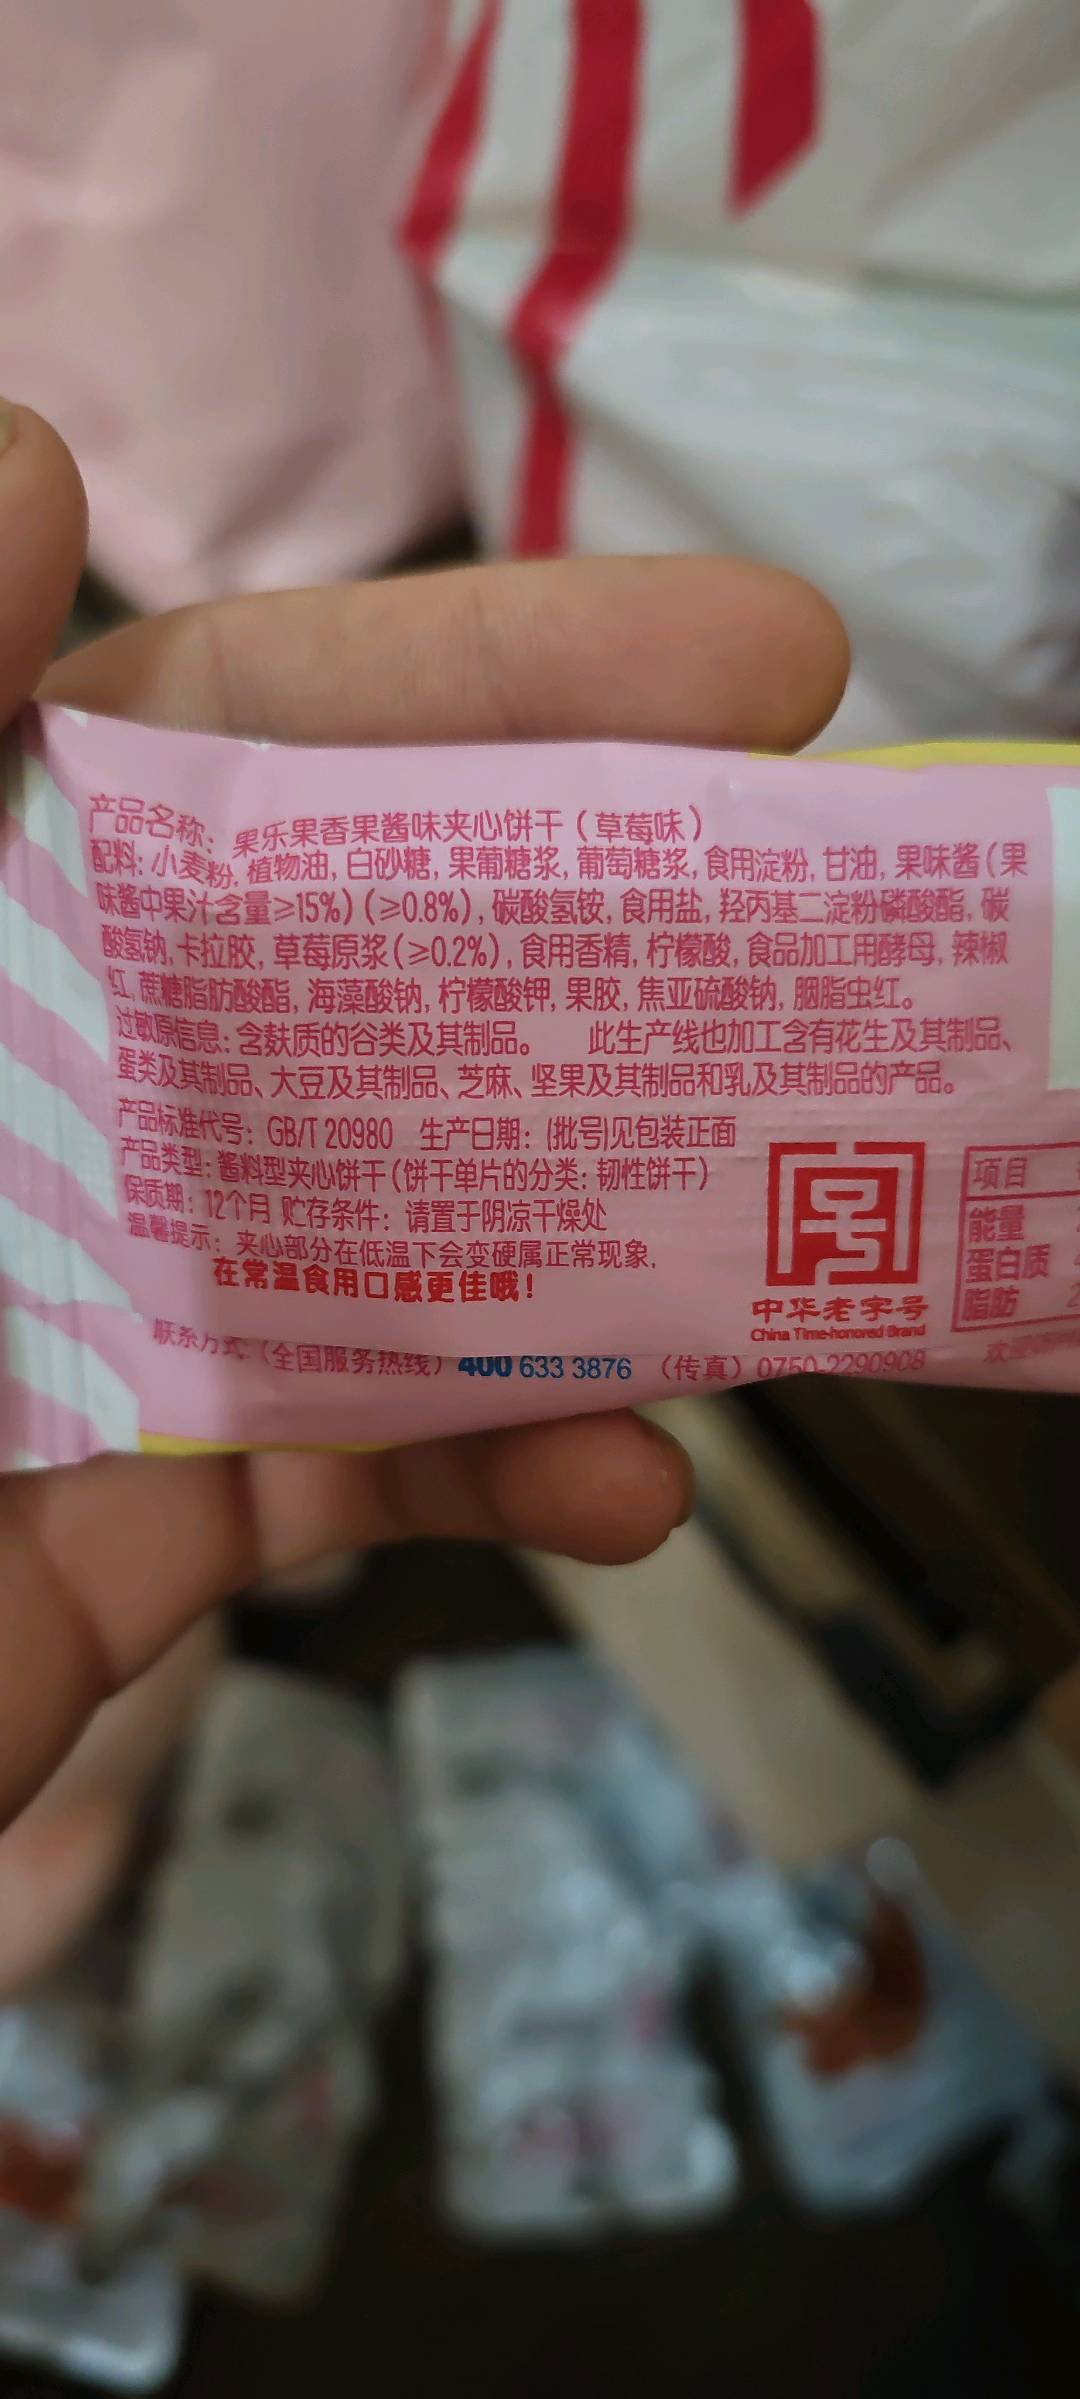 产品名称：果乐果香果酱味夹心饼干（草莓味）
配料：小麦粉，植物油，白砂糖，果葡糖浆，葡萄糖浆，食用淀粉，甘油，果味酱（果
味酱中果汁含量≥15%）（≥0.8%），碳酸氢铵，食用盐，羟丙基二淀粉磷酸酯，碳
酸氢钠，卡拉胶，草莓原浆（≥0.2%），食用香精，柠檬酸，食品加工用酵母，辣椒
红，蔗糖脂肪酸酯，海藻酸钠，柠檬酸钾，果胶，焦亚硫酸钠，胭脂虫红。
过敏原信息：含麸质的谷类及其制品。 此生产线也加工含有花生及其制品、
蛋类及其制品、大豆及其制品、芝麻、坚果及其制品和乳及其制品的产品。
产品标准代号：GB/T 20980 生产日期：(批号)见包装正面
产品类型：酱料型夹心饼干（饼干单片的分类：韧性饼干）
保质期：12个月 贮存条件：请置于阴凉干燥处
温馨提示：夹心部分在低温下会变硬属正常现象，
在常温食用口感更佳哦！
中华老字号
China Time-honored Brand
项目
能量
蛋白质
脂肪
联系方式（全国服务热线）400 633 3876（传真）0750-2290908